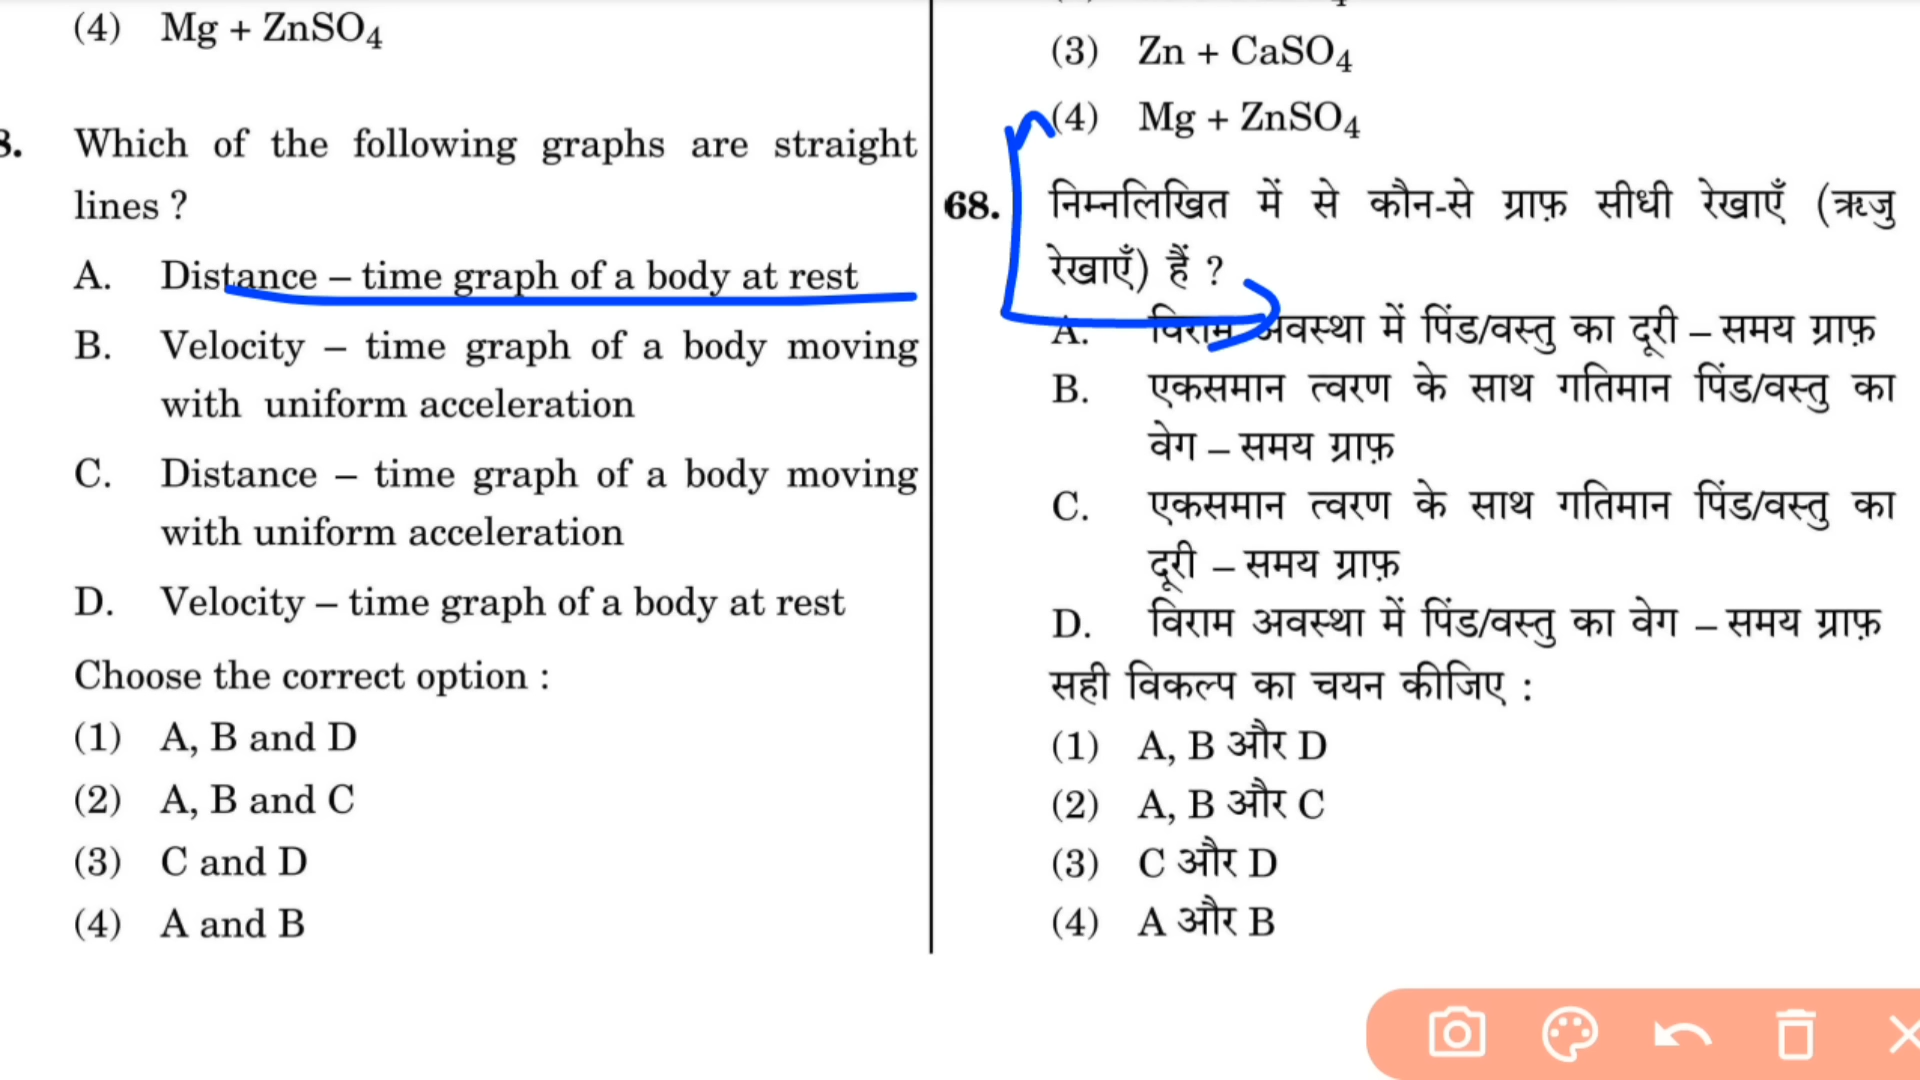 (4) Mg + ZnSO4
8. Which of the following graphs are straight
lines ?
A. Distance – time graph of a body at rest
B. Velocity – time graph of a body moving
with uniform acceleration
C. Distance – time graph of a body moving
with uniform acceleration
D. Velocity – time graph of a body at rest
Choose the correct option :
(1) A, B and D
(2) A, B and C
(3) C and D
(4) A and B
(3) Zn + CaSO4
(4) Mg + ZnSO4
68. निम्नलिखित में से कौन-से ग्राफ़ सीधी रेखाएँ (ऋजु
रेखाएँ) हैं ?
A. विराम अवस्था में पिंड/वस्तु का दूरी – समय ग्राफ़
B. एकसमान त्वरण के साथ गतिमान पिंड/वस्तु का
वेग – समय ग्राफ़
C. एकसमान त्वरण के साथ गतिमान पिंड/वस्तु का
दूरी – समय ग्राफ़
D. विराम अवस्था में पिंड/वस्तु का वेग – समय ग्राफ़
सही विकल्प का चयन कीजिए :
(1) A, B और D
(2) A, B और C
(3) C और D
(4) A और B